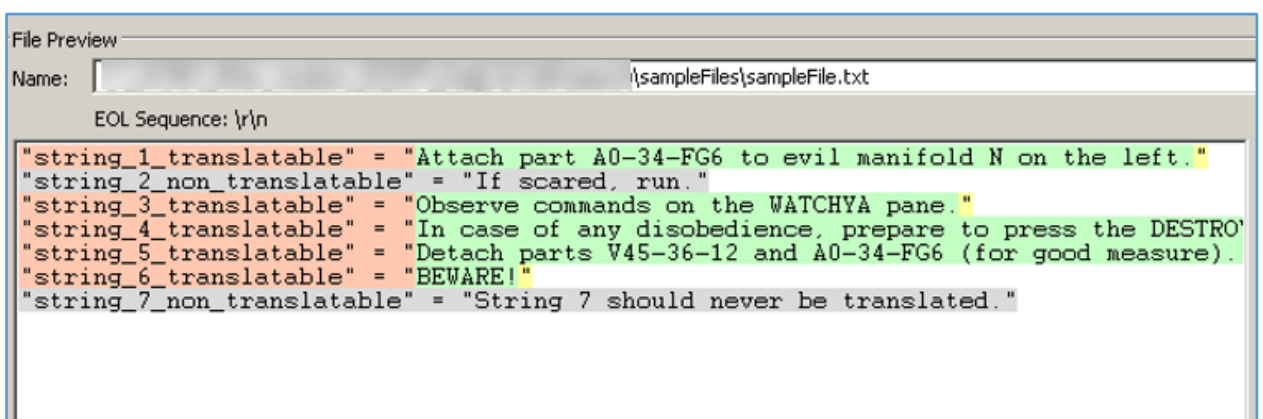 File Preview
Name: \sampleFiles\sampleFile.txt
EOL Sequence: \r\n
"string_1_translatable" = "Attach part A0-34-FG6 to evil manifold N on the left."
"string_2_non_translatable" = "If scared, run."
"string_3_translatable" = "Observe commands on the WATCHYA pane."
"string_4_translatable" = "In case of any disobedience, prepare to press the DESTRO
"string_5_translatable" = "Detach parts V45-36-12 and A0-34-FG6 (for good measure).
"string_6_translatable" = "BEWARE!"
"string_7_non_translatable" = "String 7 should never be translated."